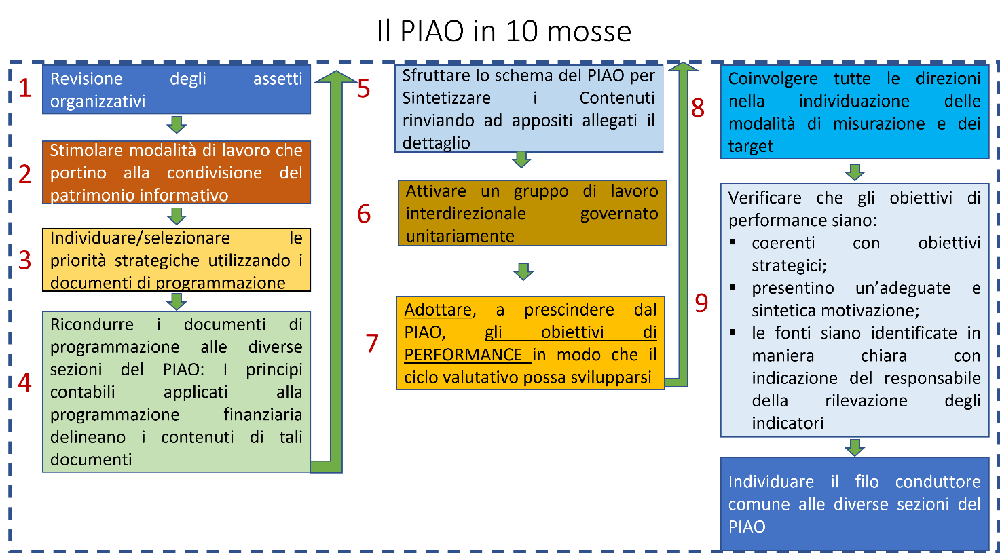 Il PIAO in 10 mosse
1
Revisione degli assetti
organizzativi
2
Stimolare modalità di lavoro che
portino alla condivisione del
patrimonio informativo
3
Individuare/selezionare le
priorità strategiche utilizzando i
documenti di programmazione
4
Ricondurre i documenti di
programmazione alle diverse
sezioni del PIAO: I principi
contabili applicati alla
programmazione finanziaria
delineano i contenuti di tali
documenti
5
Sfruttare lo schema del PIAO per
Sintetizzare i Contenuti
rinviando ad appositi allegati il
dettaglio
6
Attivare un gruppo di lavoro
interdirezionale governato
unitariamente
7
Adottare, a prescindere dal
PIAO, gli obiettivi di
PERFORMANCE in modo che il
ciclo valutativo possa svilupparsi
8
Coinvolgere tutte le direzioni
nella individuazione delle
modalità di misurazione e dei
target
9
Verificare che gli obiettivi di
performance siano:
▪ coerenti con obiettivi
strategici;
▪ presentino un’adeguate e
sintetica motivazione;
▪ le fonti siano identificate in
maniera chiara con
indicazione del responsabile
della rilevazione degli
indicatori
Individuare il filo conduttore
comune alle diverse sezioni del
PIAO